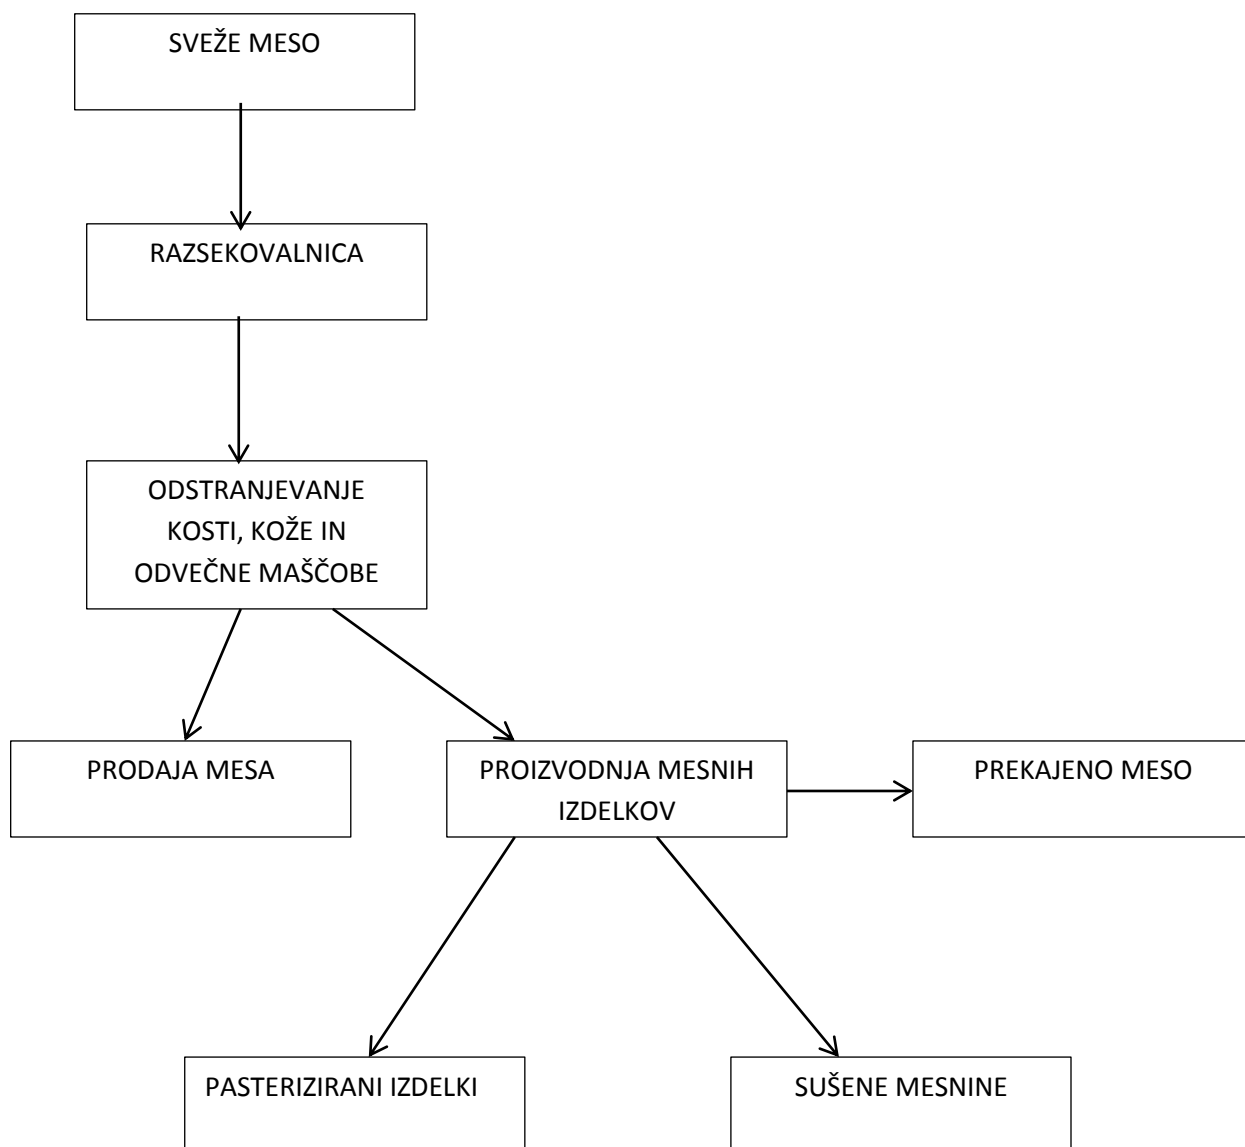 SVEŽE MESO
RAZSEKOVALNICA
ODSTRANJEVANJE
KOSTI, KOŽE IN
ODVEČNE MAŠČOBE
PRODAJA MESA
PROIZVODNJA MESNIH
IZDELKOV
PREKAJENO MESO
PASTERIZIRANI IZDELKI
SUŠENE MESNINE